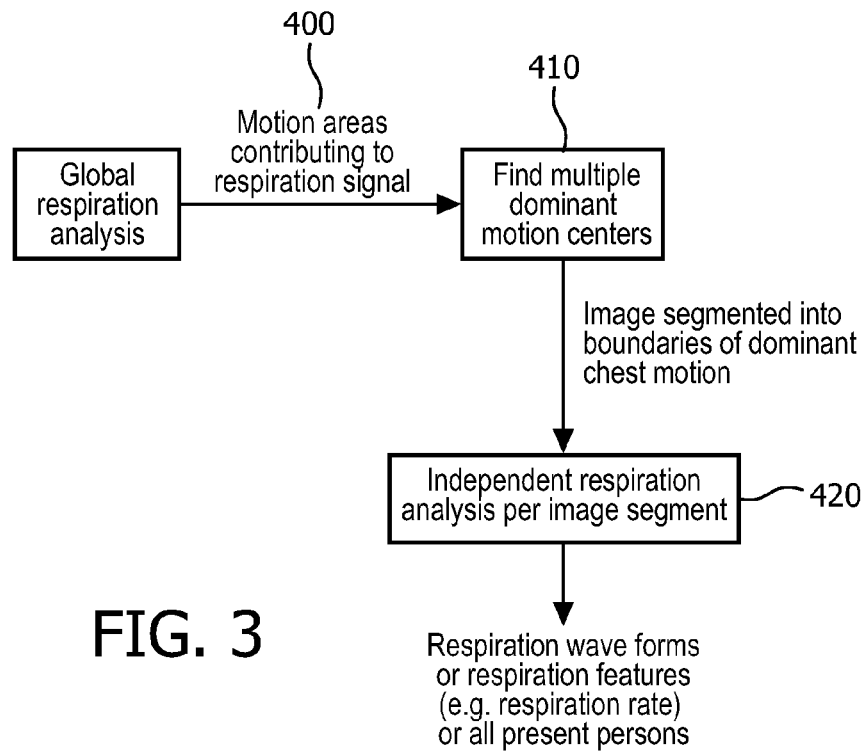 400
Motion areas
contributing to
respiration signal
410
Global
respiration
analysis
Find multiple
dominant
motion centers
Image segmented into
boundaries of dominant
chest motion
Independent respiration
analysis per image segment
420
FIG. 3
Respiration wave forms
or respiration features
(e.g. respiration rate)
or all present persons